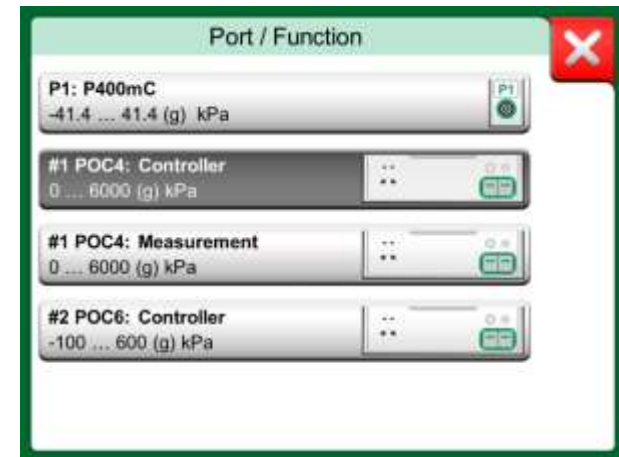 Port / Function
P1: P400mC
-41.4 ... 41.4 (g) kPa
P1
#1 POC4: Controller
0 ... 6000 (g) kPa
#1 POC4: Measurement
0 ... 6000 (g) kPa
#2 POC6: Controller
-100 ... 600 (g) kPa